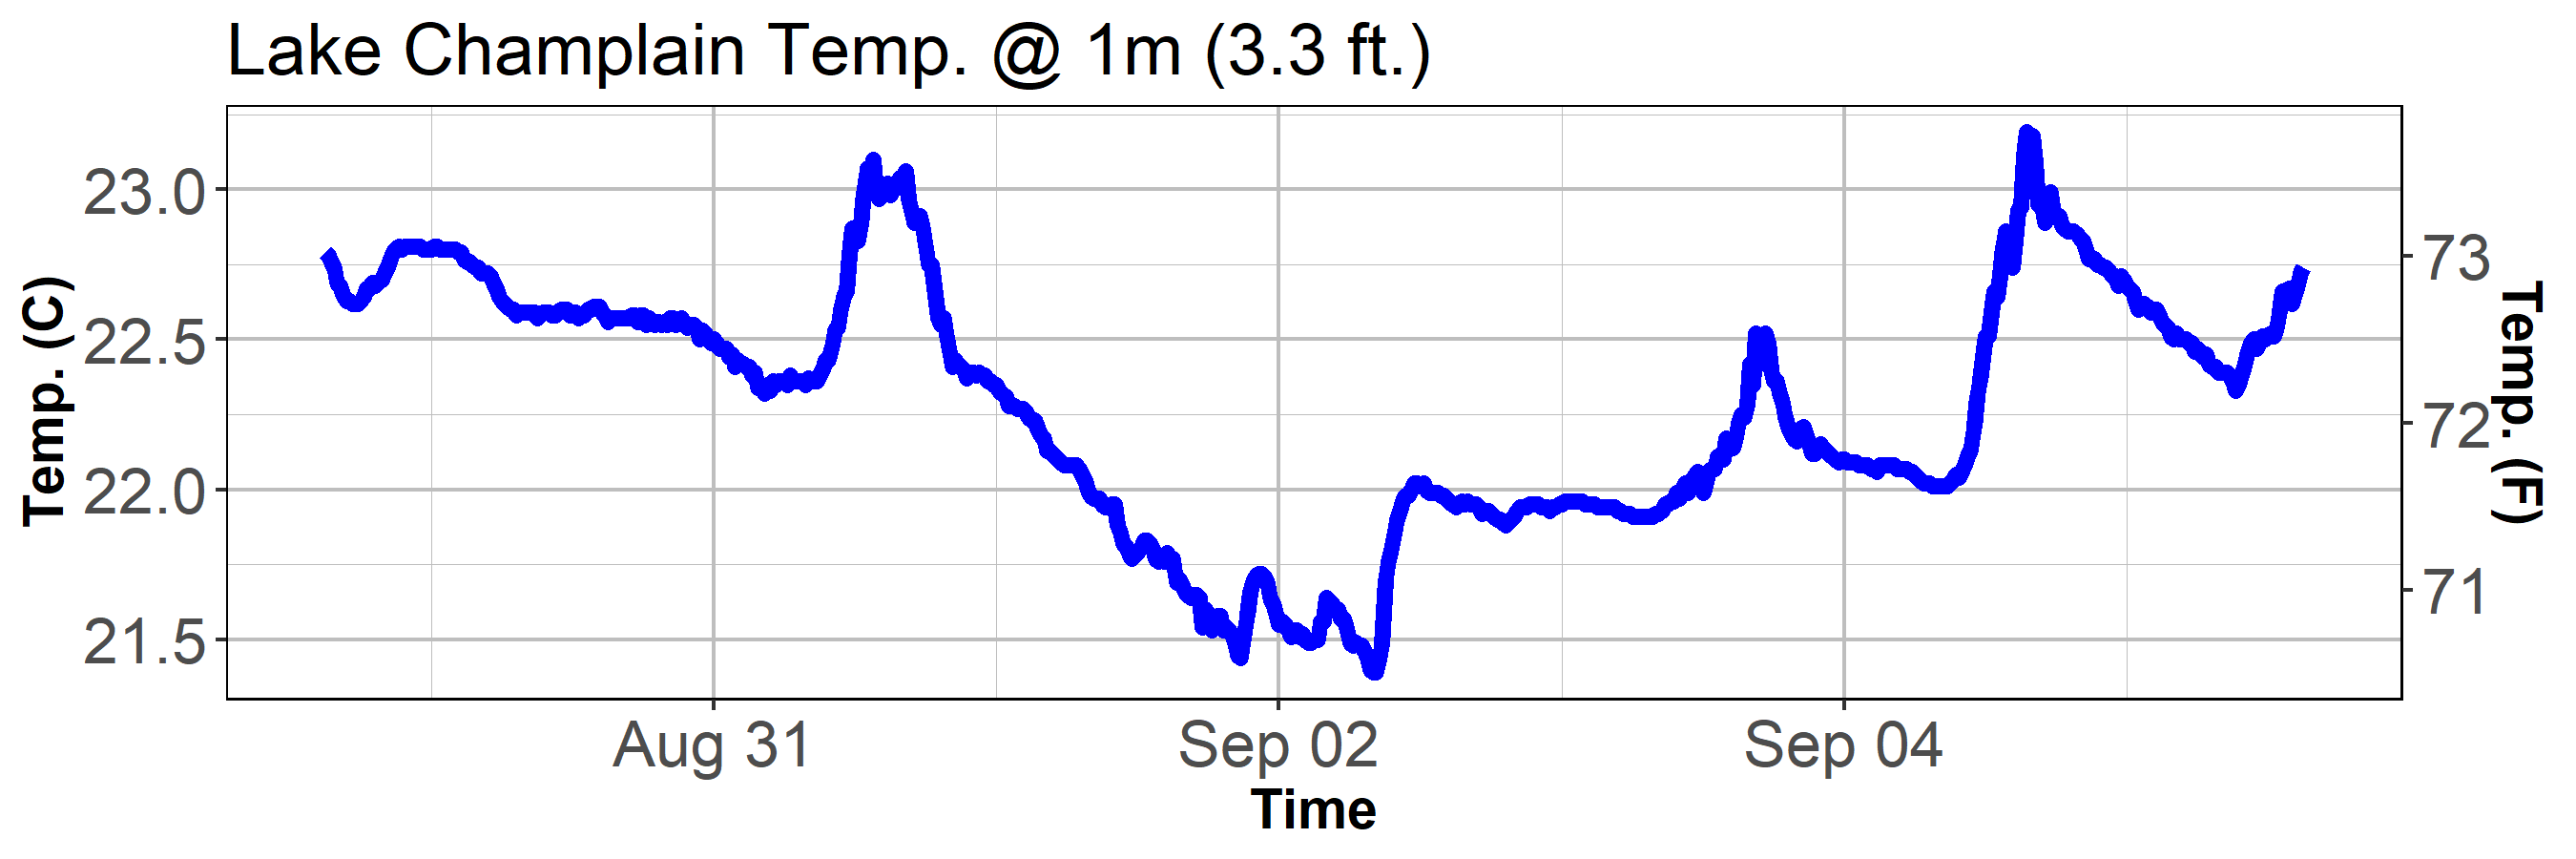 Lake Champlain Temp. @ 1m (3.3 ft.)
Temp. (C)
23.0
22.5
22.0
21.5
73
72
71
Temp. (F)
Aug 31
Sep 02
Sep 04
Time